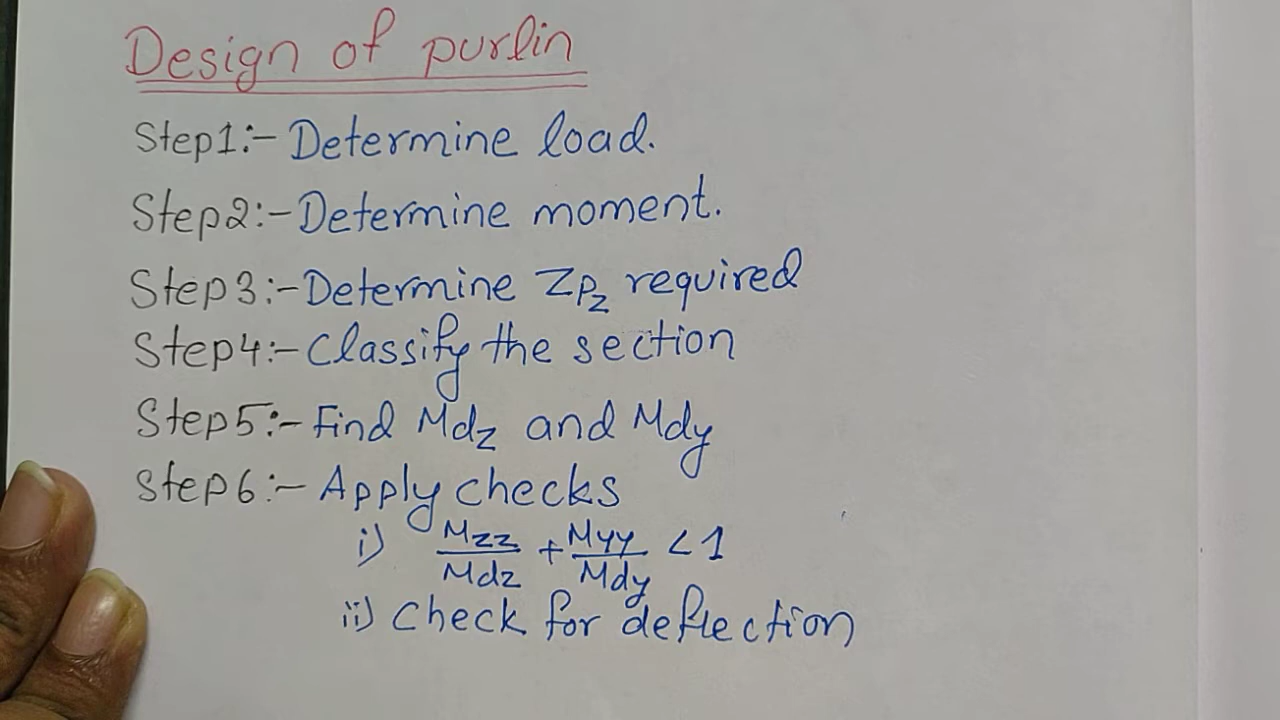 Design of purlin
Step1:- Determine load.
Step2:- Determine moment.
Step3:- Determine Zpz required
Step4:- Classify the section
Step5:- Find Mdz and Mdy
Step6:- Apply checks
i) Mzz/Mdz + Myy/Mdy < 1
ii) Check for deflection